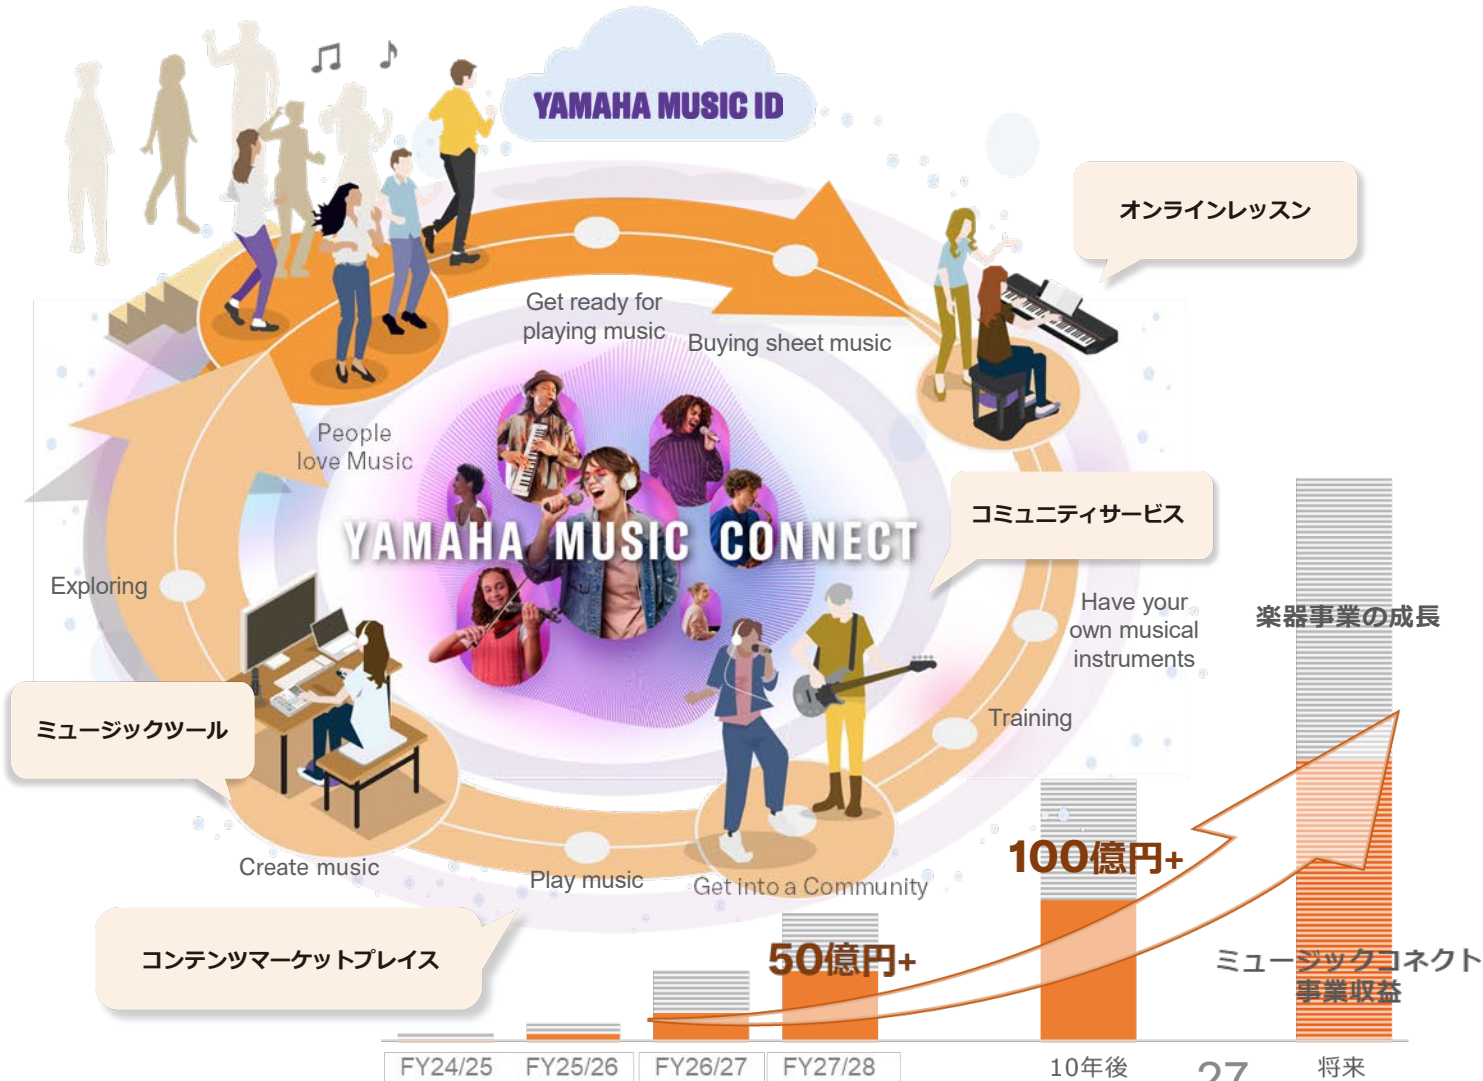 YAMAHA MUSIC ID
オンラインレッスン
Get ready for
playing music
Buying sheet music
People
love Music
YAMAHA MUSIC CONNECT
コミュニティサービス
Exploring
Have your
own musical
instruments
楽器事業の成長
ミュージックツール
Training
Create music
Play music
Get into a Community
100億円+
コンテンツマーケットプレイス
50億円+
ミュージックコネクト
事業収益
FY24/25
FY25/26
FY26/27
FY27/28
10年後
27
将来